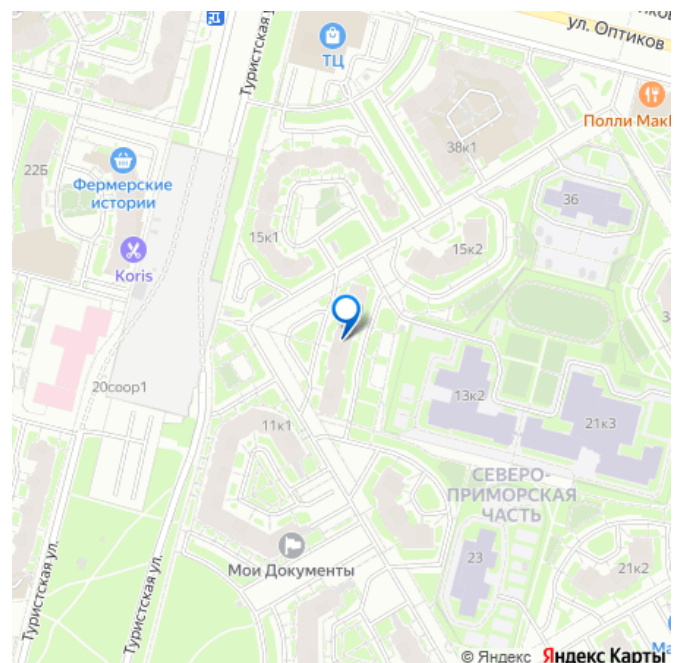 Туристская у
ул. Оптиков
ТЦ
Полли Мак
38к1
22Б
Фермерские
истории
36
15к1
15к2
Koris
20соор1
13к2
21к3
11к1
СЕВЕРО-
ПРИМОРСКАЯ
ЧАСТЬ
Мои Документы
23
21к2
Туристская ул.
Туристская ул.
Ма
© Яндекс Яндекс Карты